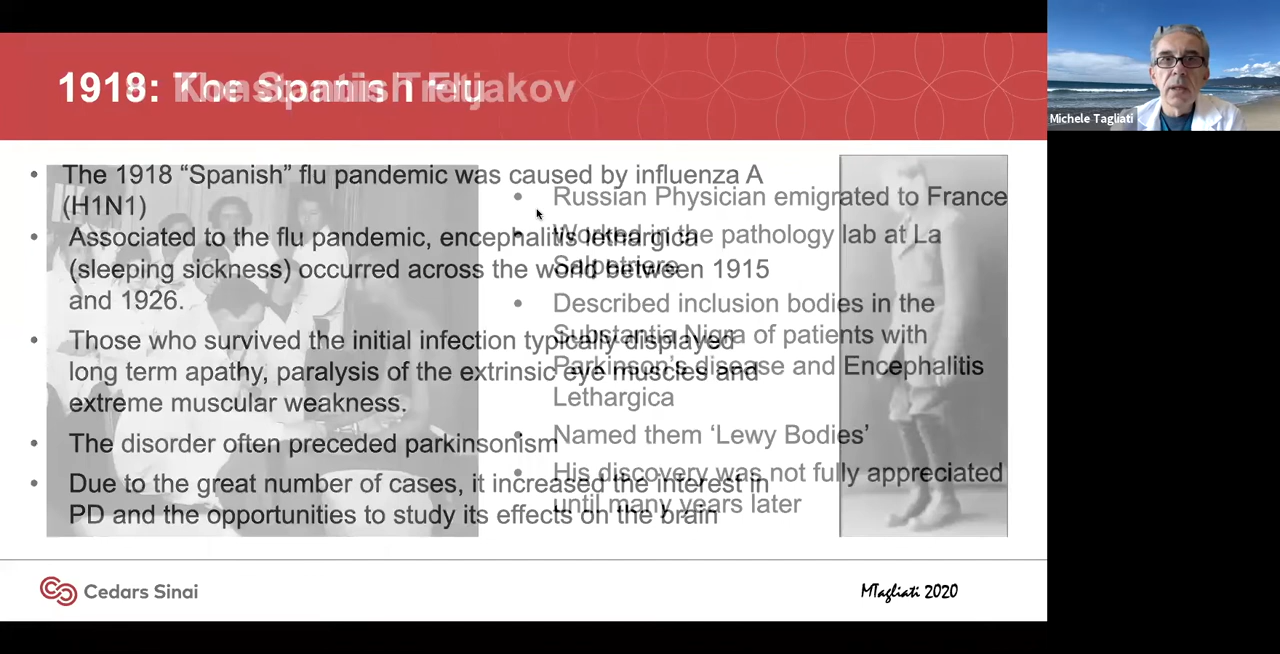 1918: The Spanish Flu
Konstantin Tretjakov
Michele Tagliati
• The 1918 “Spanish” flu pandemic was caused by influenza A
(H1N1)
• Associated to the flu pandemic, encephalitis lethargica
(sleeping sickness) occurred across the world between 1915
and 1926.
• Those who survived the initial infection typically displayed
long term apathy, paralysis of the extrinsic eye muscles and
extreme muscular weakness.
• The disorder often preceded parkinsonism
• Due to the great number of cases, it increased the interest in
PD and the opportunities to study its effects on the brain
• Russian Physician emigrated to France
• Worked in the pathology lab at La
Salpetriere
• Described inclusion bodies in the
Substantia Nigra of patients with
Parkinson’s disease and Encephalitis
Lethargica
• Named them ‘Lewy Bodies’
• His discovery was not fully appreciated
until many years later
Cedars Sinai
MTagliati 2020